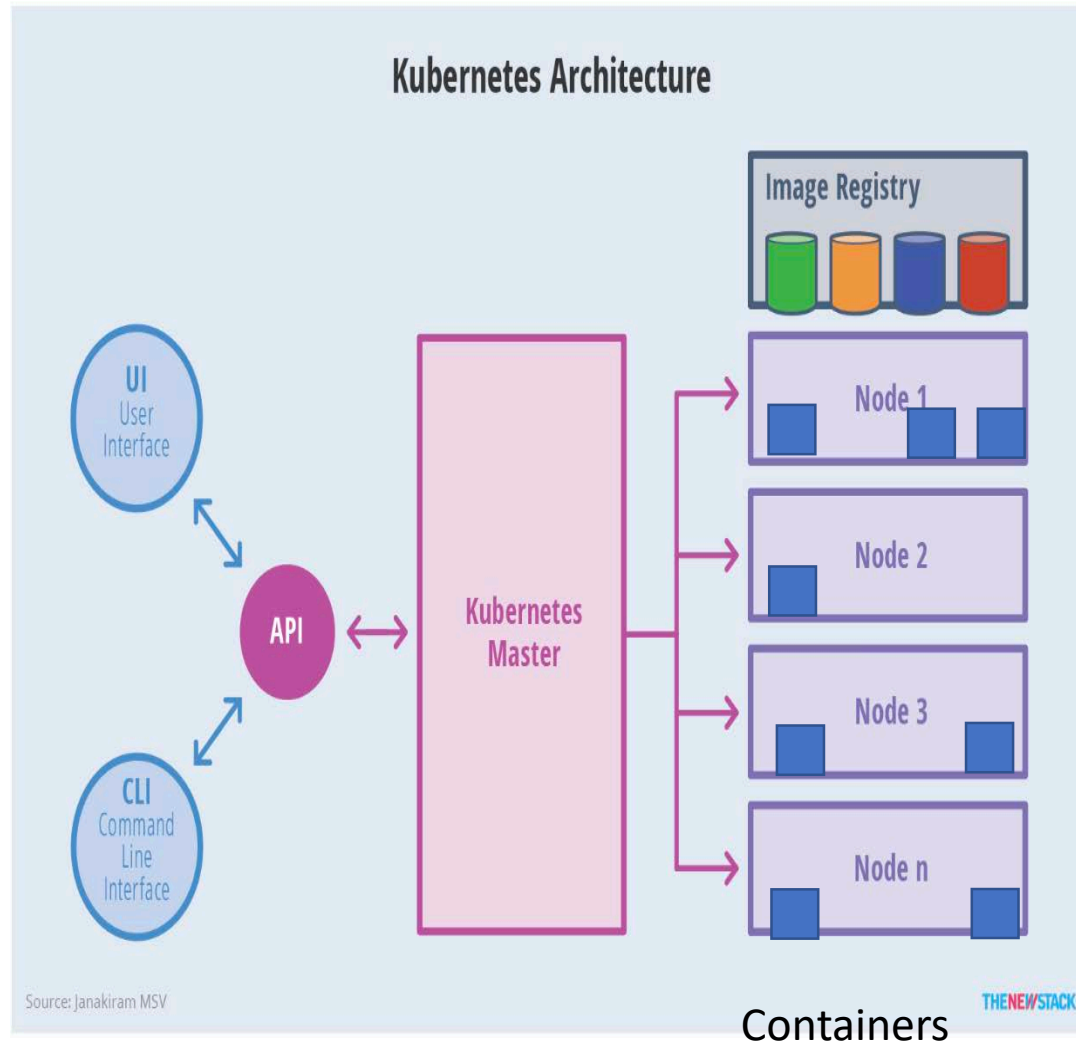 Kubernetes Architecture
Image Registry
UI
User
Interface
Node 1
Node 2
API
Kubernetes
Master
Node 3
CLI
Command
Line
Interface
Node n
Source: Janakiram MSV
THENEWSTACK
Containers